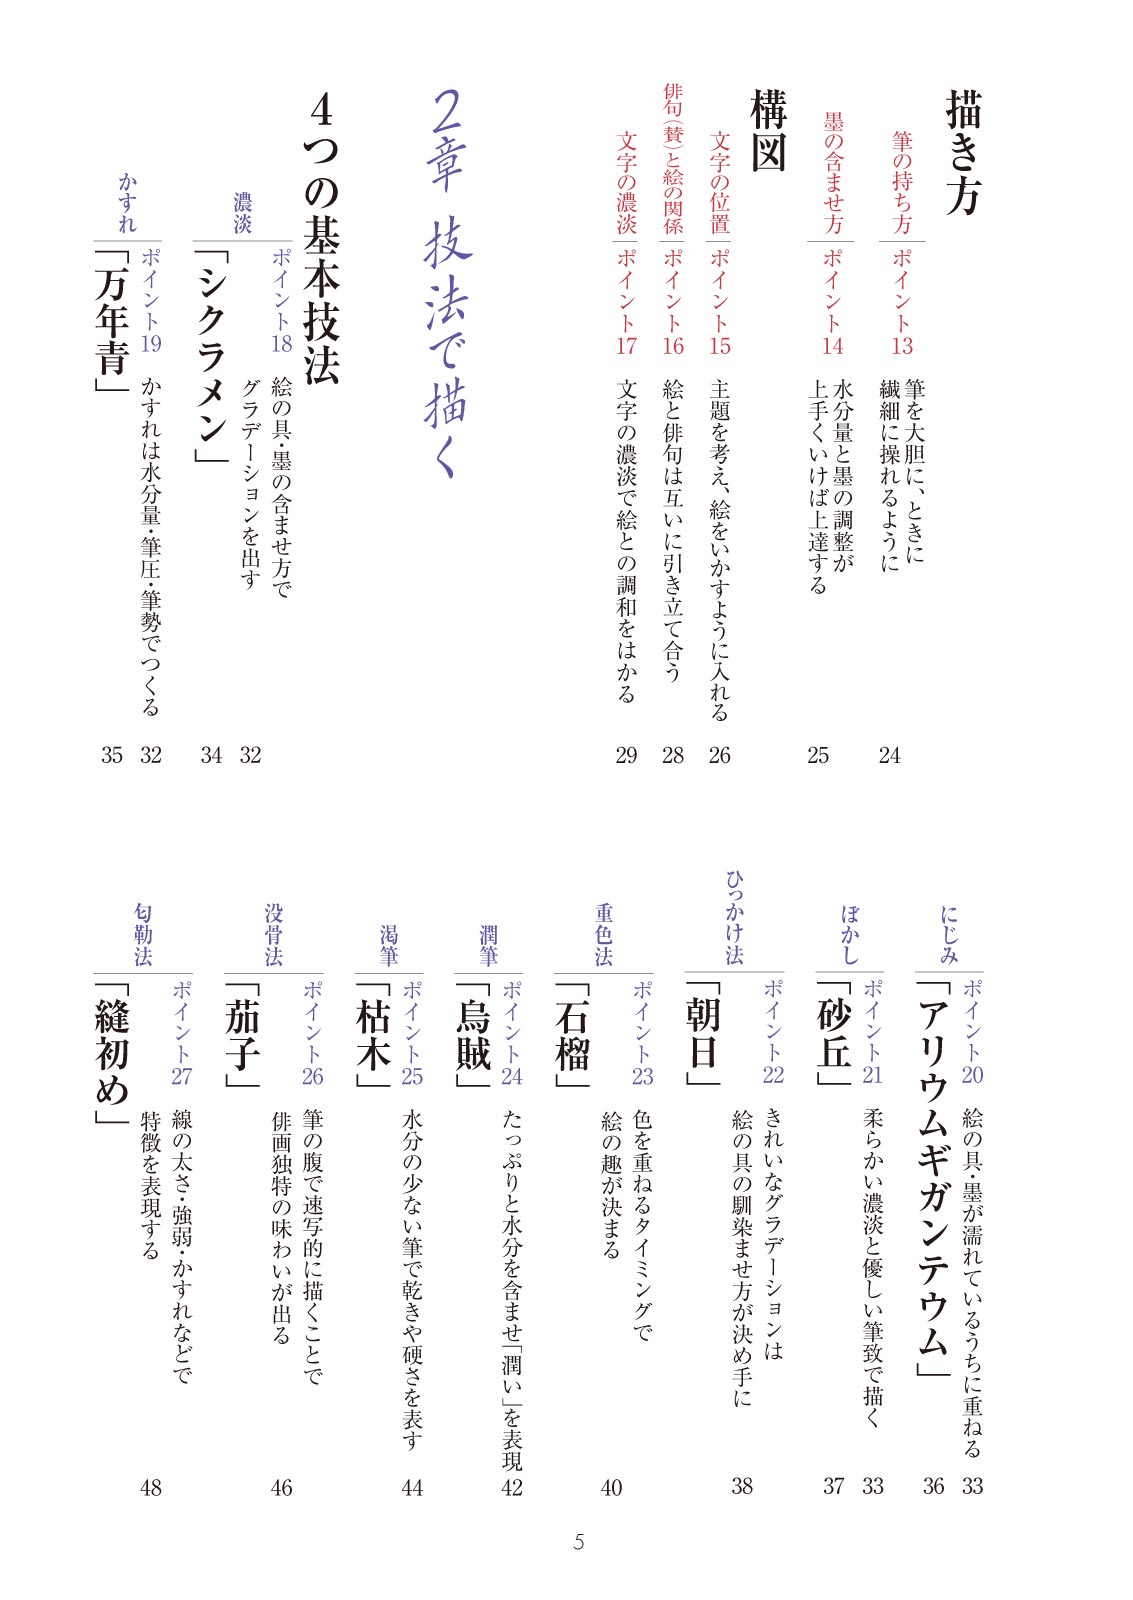 描き方
筆の持ち方
ポイント13
筆を大胆に、ときに
繊細に操れるように
24
墨の含ませ方
ポイント14
水分量と墨の調整が
上手くいけば上達する
25
構図
文字の位置
ポイント15
主題を考え、絵をいかすように入れる
26
俳句（賛）と絵の関係
ポイント16
絵と俳句は互いに引き立て合う
28
文字の濃淡
ポイント17
文字の濃淡で絵との調和をはかる
29
2章 技法で描く
4つの基本技法
濃淡
ポイント18
絵の具・墨の含ませ方で
グラデーションを出す
32
「シクラメン」
34
かすれ
ポイント19
かすれは水分量・筆圧・筆勢でつくる
32
「万年青」
35
にじみ
ポイント20
絵の具・墨が濡れているうちに重ねる
33
「アリウムギガンテウム」
36
ぼかし
ポイント21
柔らかい濃淡と優しい筆致で描く
33
「砂丘」
37
ひっかけ法
ポイント22
きれいなグラデーションは
絵の具の馴染ませ方が決め手に
「朝日」
38
重色法
ポイント23
色を重ねるタイミングで
絵の趣が決まる
「石榴」
40
潤筆
ポイント24
たっぷりと水分を含ませ「潤い」を表現
「烏賊」
42
渇筆
ポイント25
水分の少ない筆で乾きや硬さを表す
「枯木」
44
没骨法
ポイント26
筆の腹で速写的に描くことで
俳画独特の味わいが出る
「茄子」
46
勾勒法
ポイント27
線の太さ・強弱・かすれなどで
特徴を表現する
「縫初め」
48
5